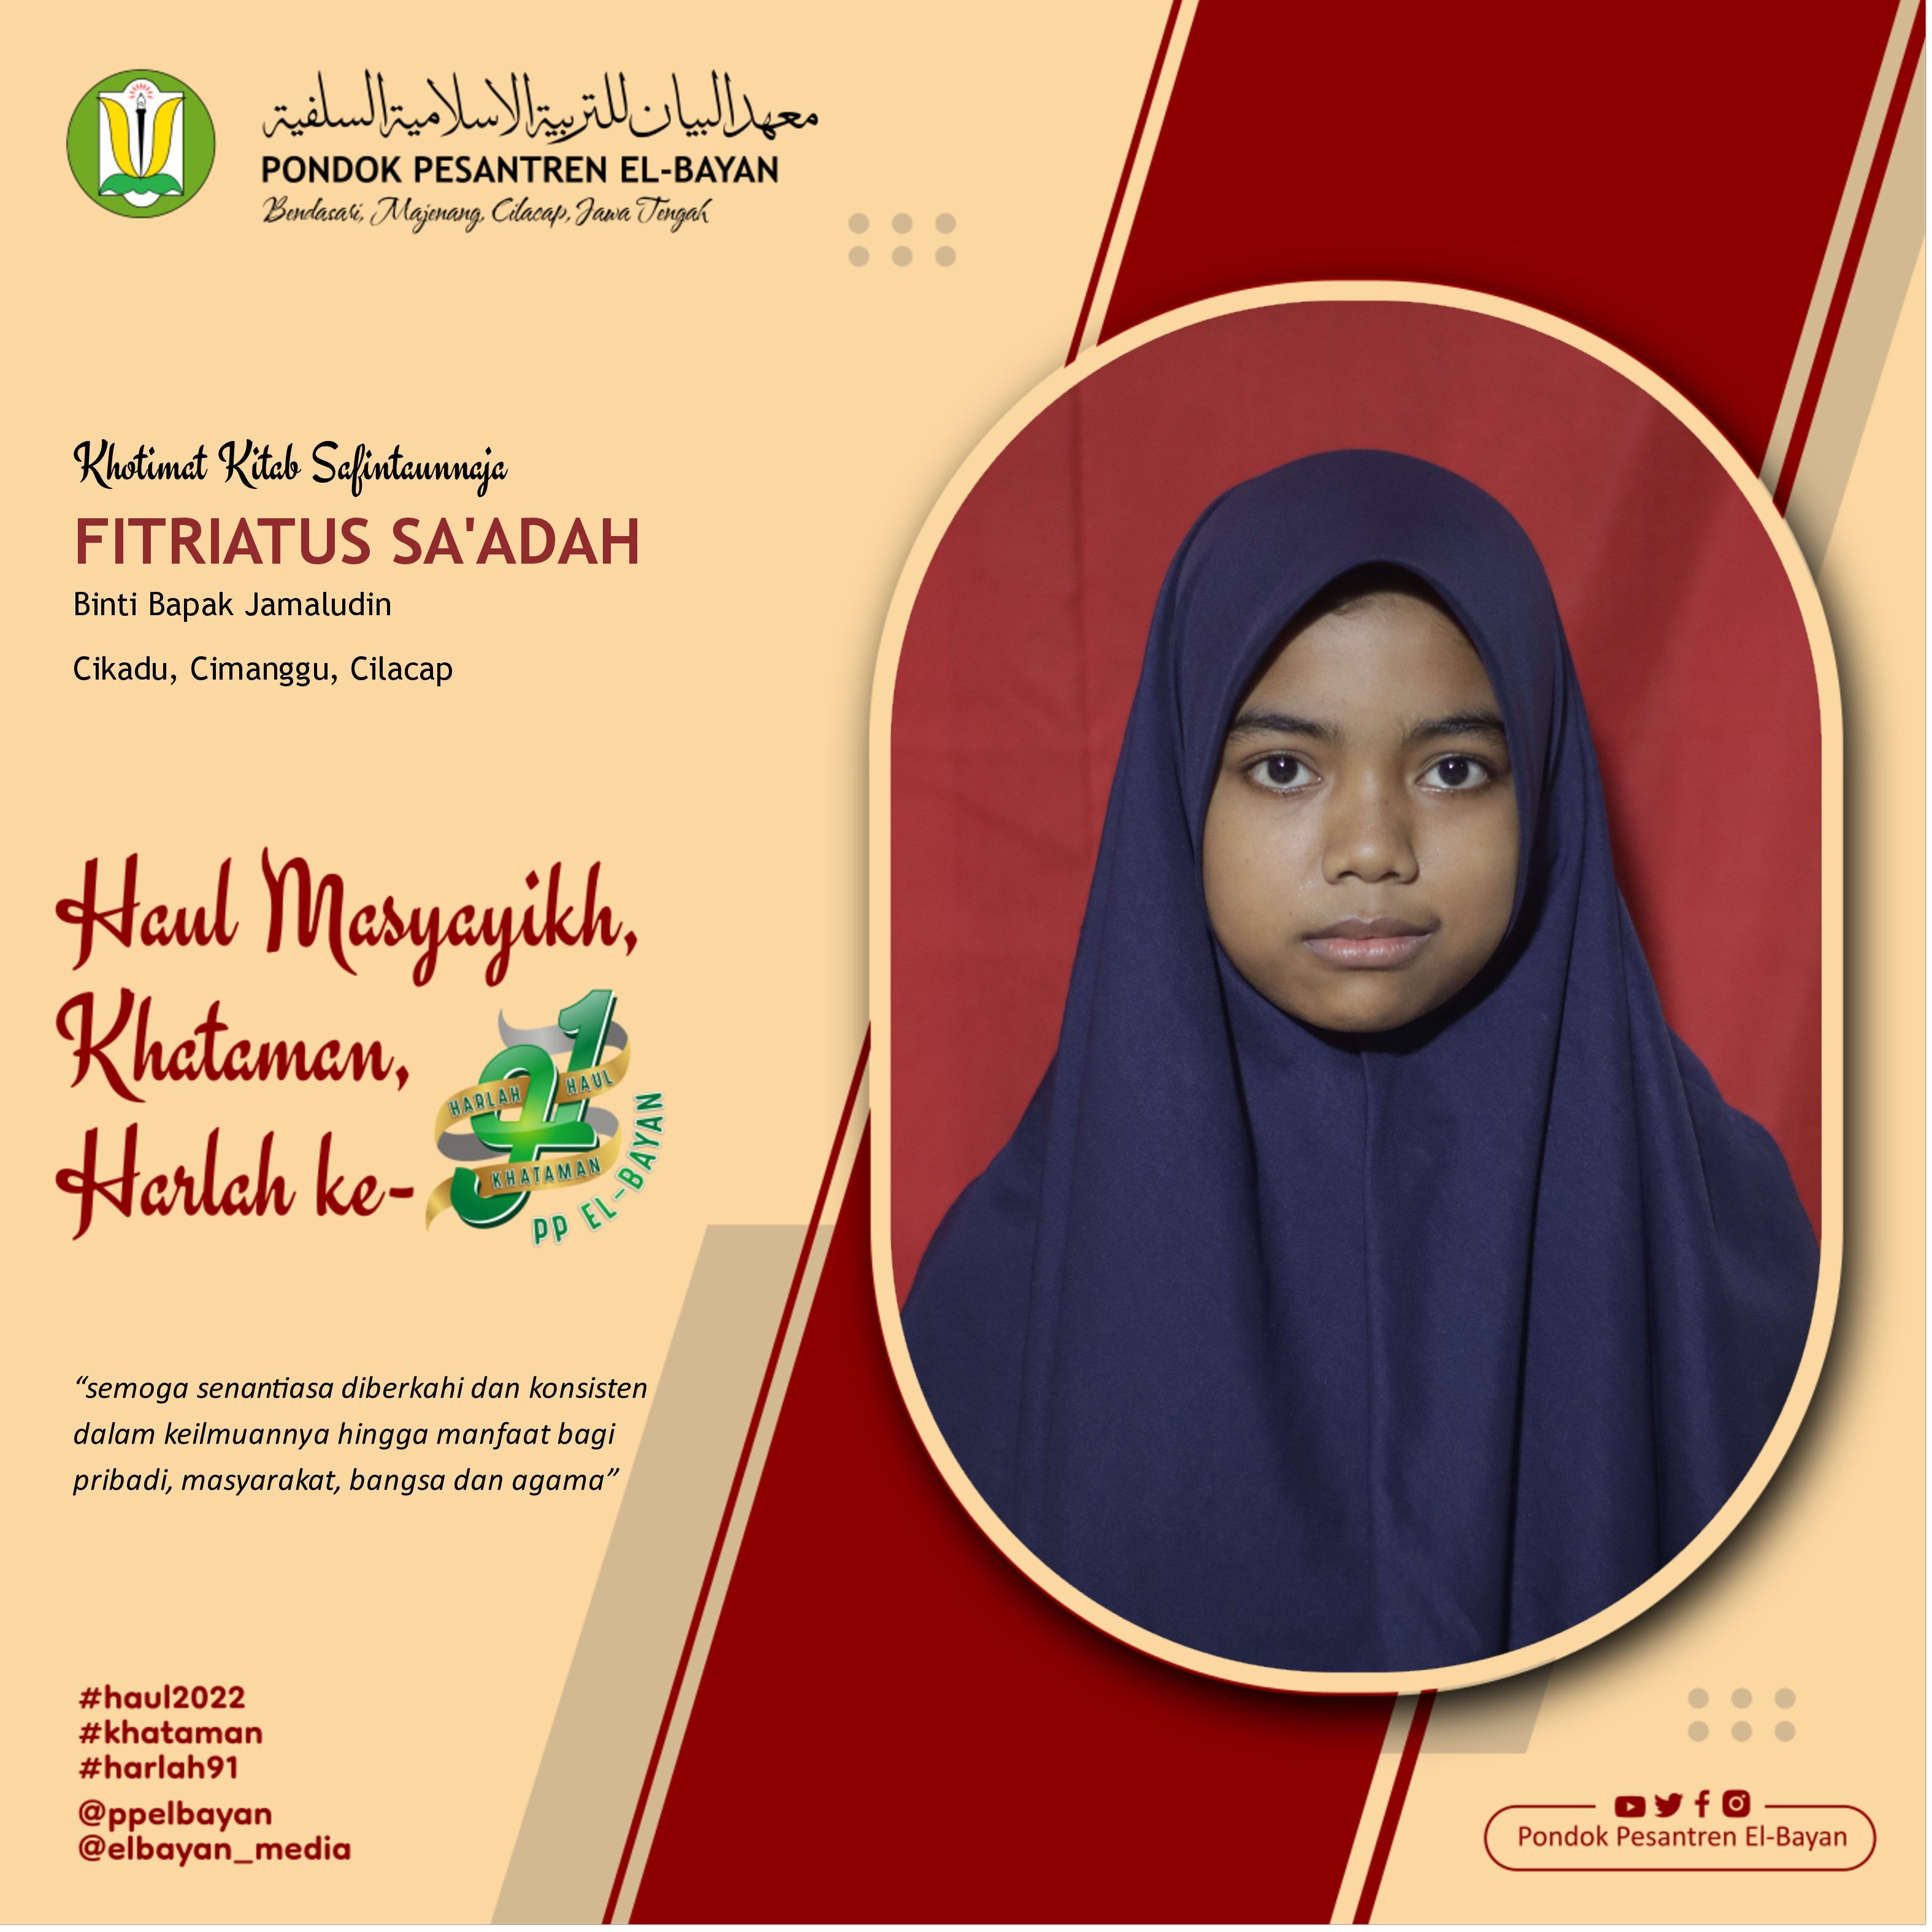 معهد البيان للتربية الاسلامية السلفية
PONDOK PESANTREN EL-BAYAN
Bendasari, Majenang, Cilacap, Jawa Tengah
Khotimat Kitab Safintaunnaja
FITRIATUS SA'ADAH
Binti Bapak Jamaludin
Cikadu, Cimanggu, Cilacap
Haul Masyayikh,
Khataman,
Harlah ke-
91
HARLAH HAUL
KHATAMAN
PP EL-BAYAN
“semoga senantiasa diberkahi dan konsisten
dalam keilmuannya hingga manfaat bagi
pribadi, masyarakat, bangsa dan agama”
#haul2022
#khataman
#harlah91
@ppelbayan
@elbayan_media
Pondok Pesantren El-Bayan